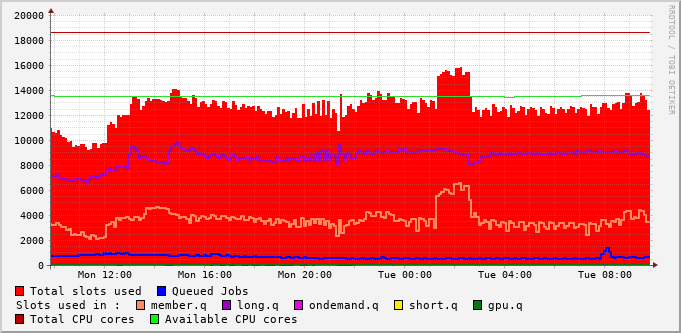 20000
18000
16000
14000
12000
10000
8000
6000
4000
2000
0
Mon 12:00 Mon 16:00 Mon 20:00 Tue 00:00 Tue 04:00 Tue 08:00
RRDTOOL / TOBI OETIKER
Total slots used Queued Jobs
Slots used in : member.q long.q ondemand.q short.q gpu.q
Total CPU cores Available CPU cores